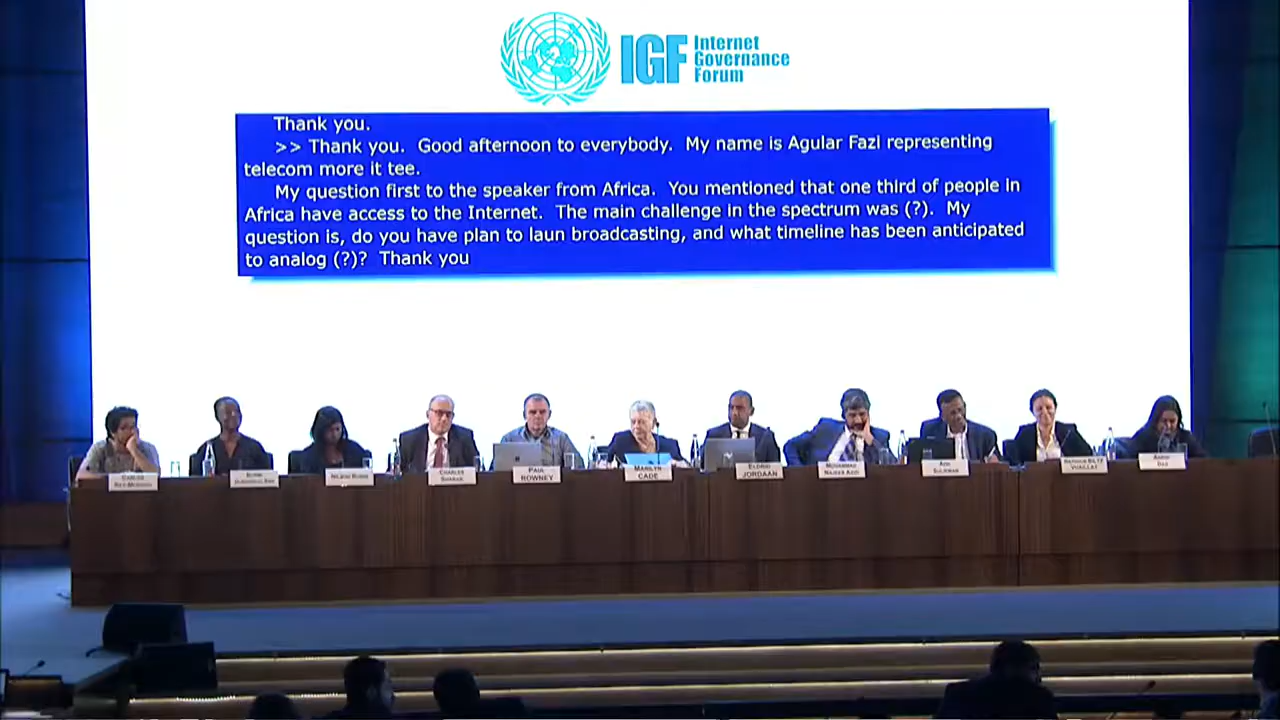 IGF Internet
Governance
Forum
Thank you.
>> Thank you. Good afternoon to everybody. My name is Agular Fazi representing
telecom more it tee.
My question first to the speaker from Africa. You mentioned that one third of people in
Africa have access to the Internet. The main challenge in the spectrum was (?). My
question is, do you have plan to laun broadcasting, and what timeline has been anticipated
to analog (?)? Thank you
CARLOS
CHARLES
PAUL
ROWNEY
MARILYN
CADE
ELDRID
JORDAAN
MOHAMMAD